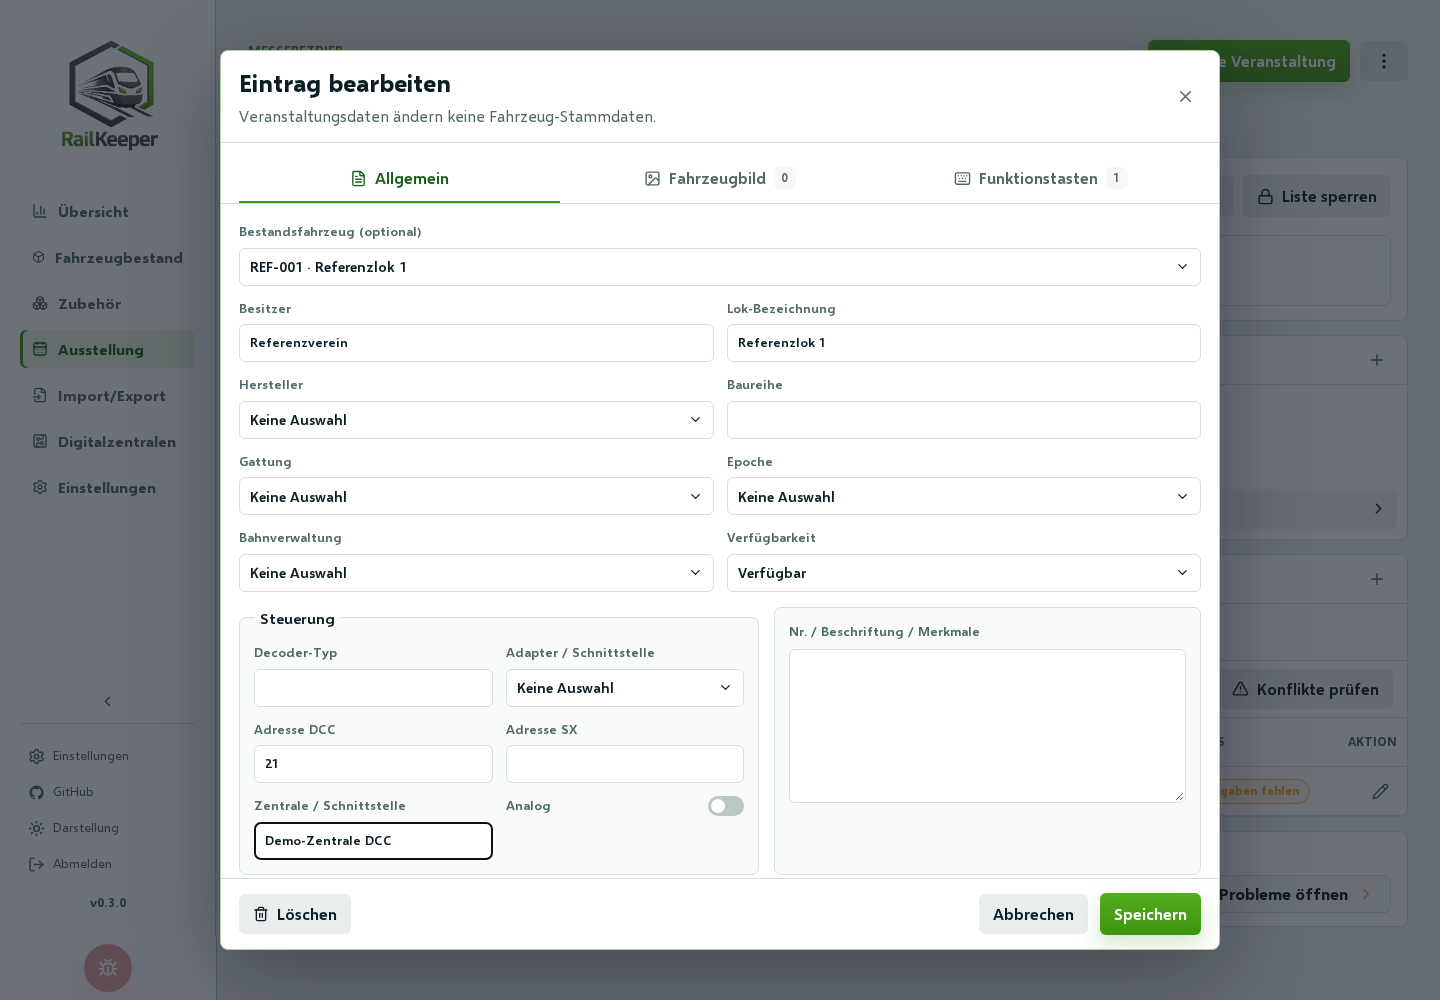 MESSEBETRIEB
e Veranstaltung
RailKeeper
Übersicht
Fahrzeugbestand
Zubehör
Ausstellung
Import/Export
Digitalzentralen
Einstellungen
Einstellungen
GitHub
Darstellung
Abmelden
v0.3.0
Eintrag bearbeiten
Veranstaltungsdaten ändern keine Fahrzeug-Stammdaten.
Allgemein
Fahrzeugbild 0
Funktionstasten 1
Bestandsfahrzeug (optional)
REF-001 · Referenzlok 1
Besitzer
Referenzverein
Lok-Bezeichnung
Referenzlok 1
Hersteller
Keine Auswahl
Baureihe
Gattung
Keine Auswahl
Epoche
Keine Auswahl
Bahnverwaltung
Keine Auswahl
Verfügbarkeit
Verfügbar
Steuerung
Decoder-Typ
Adapter / Schnittstelle
Keine Auswahl
Adresse DCC
21
Adresse SX
Zentrale / Schnittstelle
Demo-Zentrale DCC
Analog
Nr. / Beschriftung / Merkmale
Löschen
Abbrechen
Speichern
Liste sperren
Konflikte prüfen
AKTION
gaben fehlen
Probleme öffnen